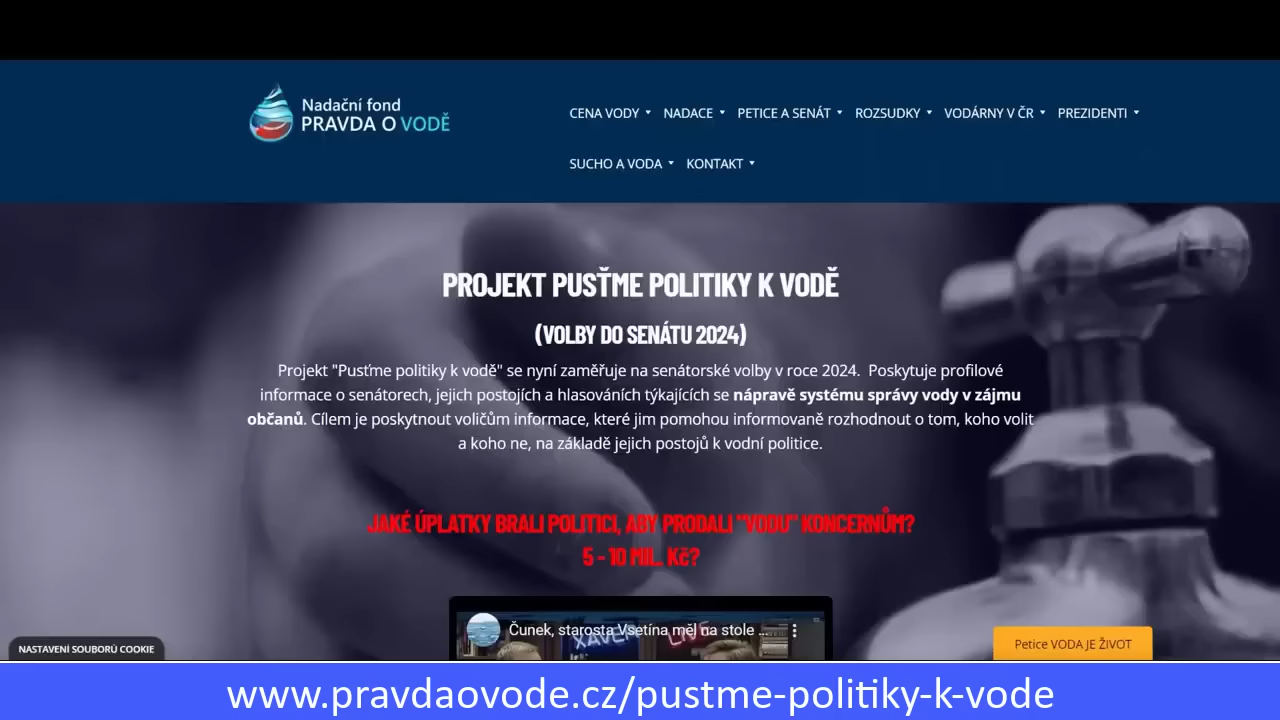 Nadační fond
PRAVDA O VODĚ
CENA VODY NADACE PETICE A SENÁT ROZSUDKY VODÁRNY V ČR PREZIDENTI
SUCHO A VODA KONTAKT
PROJEKT PUSŤME POLITIKY K VODĚ
(VOLBY DO SENÁTU 2024)
Projekt "Pusťme politiky k vodě" se nyní zaměřuje na senátorské volby v roce 2024. Poskytuje profilové
informace o senátorech, jejich postojích a hlasováních týkajících se nápravě systému správy vody v zájmu
občanů. Cílem je poskytnout voličům informace, které jim pomohou informovaně rozhodnout o tom, koho volit
a koho ne, na základě jejich postojů k vodní politice.
JAKÉ ÚPLATKY BRALI POLITICI, ABY PRODALI "VODU" KONCERNŮM?
5 - 10 MIL. Kč?
Čunek, starosta Vsetína měl na stole ...
XAVER LIVE
Petice VODA JE ŽIVOT
NASTAVENÍ SOUBORŮ COOKIE
www.pravdaovode.cz/pustme-politiky-k-vode